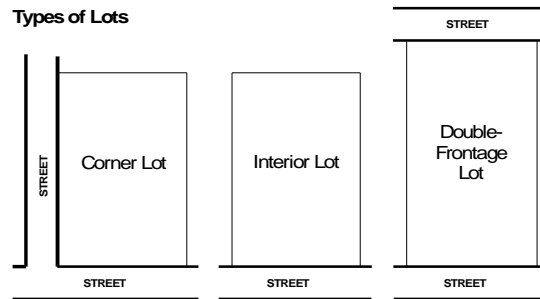 Types of Lots
STREET
STREET
Corner Lot
Interior Lot
Double-
Frontage
Lot
STREET
STREET
STREET